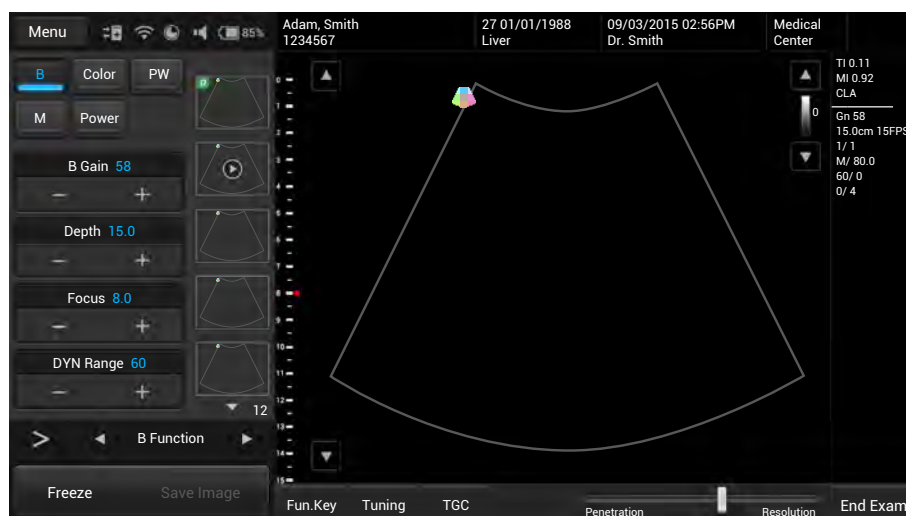 Menu
85%
Adam, Smith
1234567
27 01/01/1988
Liver
09/03/2015 02:56PM
Dr. Smith
Medical
Center
B
Color
PW
M
Power
B Gain 58
Depth 15.0
Focus 8.0
DYN Range 60
12
B Function
Freeze
Save Image
0
1
2
3
4
5
6
7
8
9
10
11
12
13
14
15
0
TI 0.11
MI 0.92
CLA
Gn 58
15.0cm 15FPS
1/ 1
M/ 80.0
60/ 0
0/ 4
Fun.Key
Tuning
TGC
Penetration
Resolution
End Exam